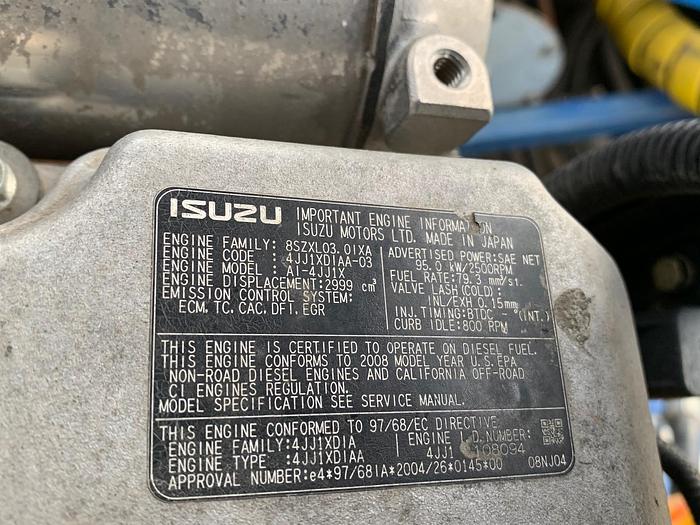 ISUZU IMPORTANT ENGINE INFORMATION
ISUZU MOTORS LTD. MADE IN JAPAN
ENGINE FAMILY: 8SZXL03.01XA
ENGINE CODE : 4JJ1XDIAA-03
ENGINE MODEL : AI-4JJ1X
ENGINE DISPLACEMENT:2999 cm³
EMISSION CONTROL SYSTEM:
ECM,TC,CAC,DFI,EGR
ADVERTISED POWER:SAE NET
95.0 kW/2500RPM
FUEL RATE:79.3 mm³/st.
VALVE LASH(COLD):
INL/EXH 0.15mm
INJ.TIMING:BTDC -°(INT.)
CURB IDLE:800 RPM
THIS ENGINE IS CERTIFIED TO OPERATE ON DIESEL FUEL.
THIS ENGINE CONFORMS TO 2008 MODEL YEAR U.S.EPA
NON-ROAD DIESEL ENGINES AND CALIFORNIA OFF-ROAD
CI ENGINES REGULATION.
MODEL SPECIFICATION SEE SERVICE MANUAL.
THIS ENGINE CONFORMED TO 97/68/EC DIRECTIVE
ENGINE FAMILY:4JJ1XDIA
ENGINE TYPE :4JJ1XDIAA
ENGINE I.D.NUMBER:
4JJ1 108094
APPROVAL NUMBER:e4*97/68IA*2004/26*0145*00 08NJ04